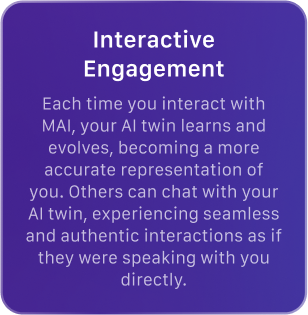 Interactive
Engagement
Each time you interact with
MAI, your AI twin learns and
evolves, becoming a more
accurate representation of
you. Others can chat with your
AI twin, experiencing seamless
and authentic interactions as if
they were speaking with you
directly.